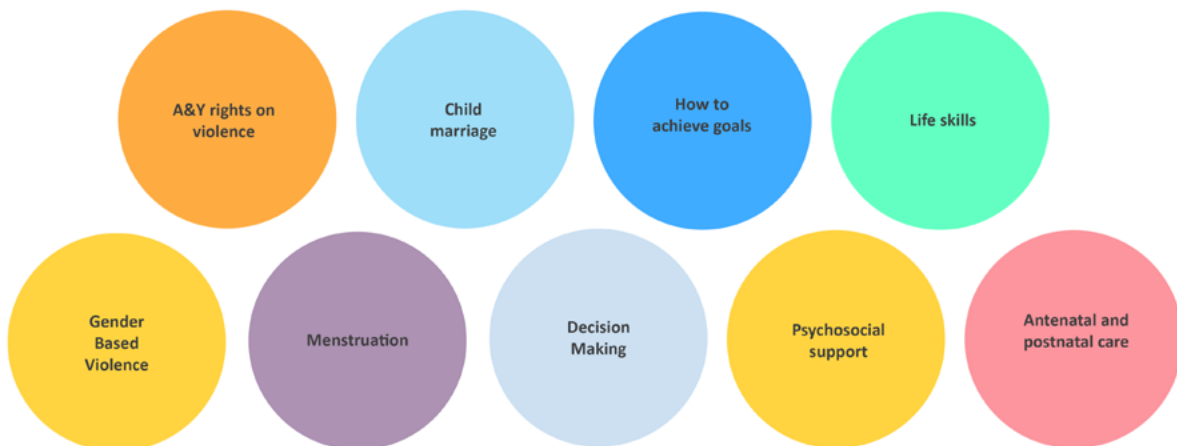 A&Y rights on
violence
Child
marriage
How to
achieve goals
Life skills
Gender
Based
Violence
Menstruation
Decision
Making
Psychosocial
support
Antenatal and
postnatal care